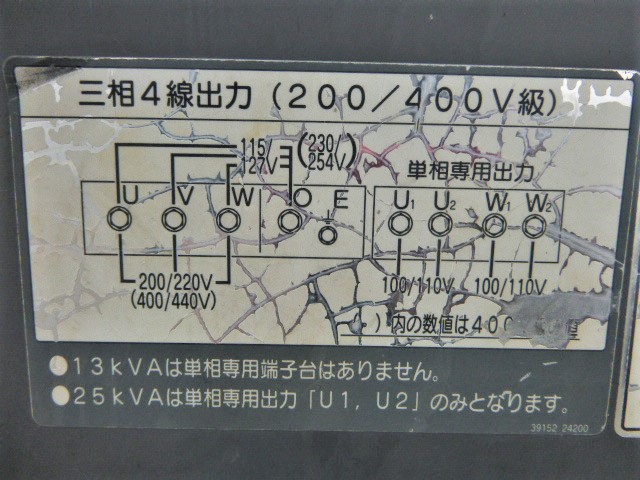 三相4線出力(200/400V級)
115/ (230/
127V 254V)
単相専用出力
U V W O E U₁ U₂ W₁ W₂
200/220V 100/110V 100/110V
(400/440V)
)内の数値は400
●13kVAは単相専用端子台はありません。
●25kVAは単相専用出力「U1, U2」のみとなります。
39152 24200